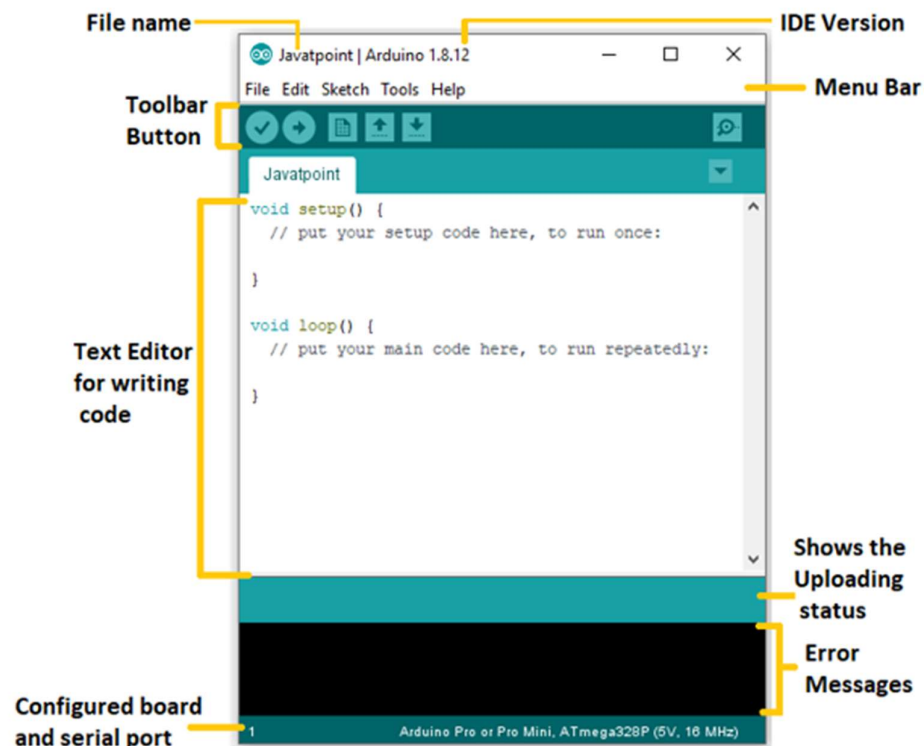 File name
IDE Version
Javatpoint | Arduino 1.8.12
File Edit Sketch Tools Help
Menu Bar
Toolbar
Button
Javatpoint
void setup() {
// put your setup code here, to run once:
}
void loop() {
// put your main code here, to run repeatedly:
}
Text Editor
for writing
code
Shows the
Uploading
status
Error
Messages
Configured board
and serial port
1
Arduino Pro or Pro Mini, ATmega328P (5V, 16 MHz)